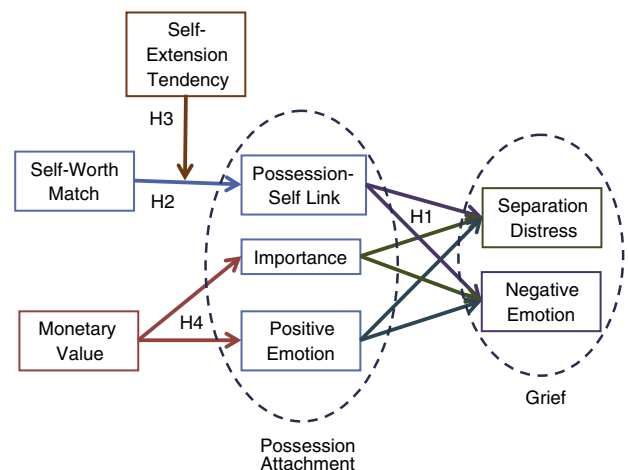 Self-
Extension
Tendency
H3
Self-Worth
Match
H2
Possession-
Self Link
H1
Separation
Distress
Importance
Negative
Emotion
Monetary
Value
H4
Positive
Emotion
Grief
Possession
Attachment